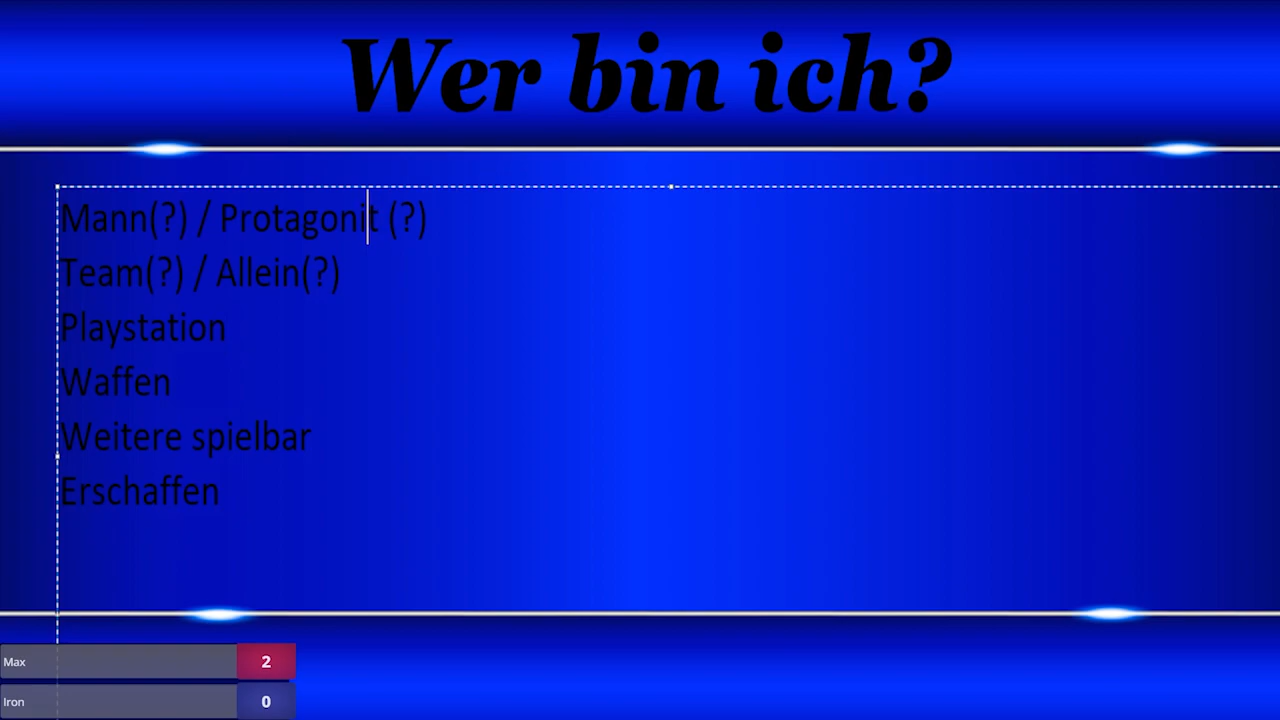 Wer bin ich?
Mann(?) / Protagonit (?)
Team(?) / Allein(?)
Playstation
Waffen
Weitere spielbar
Erschaffen
Max 2
Iron 0